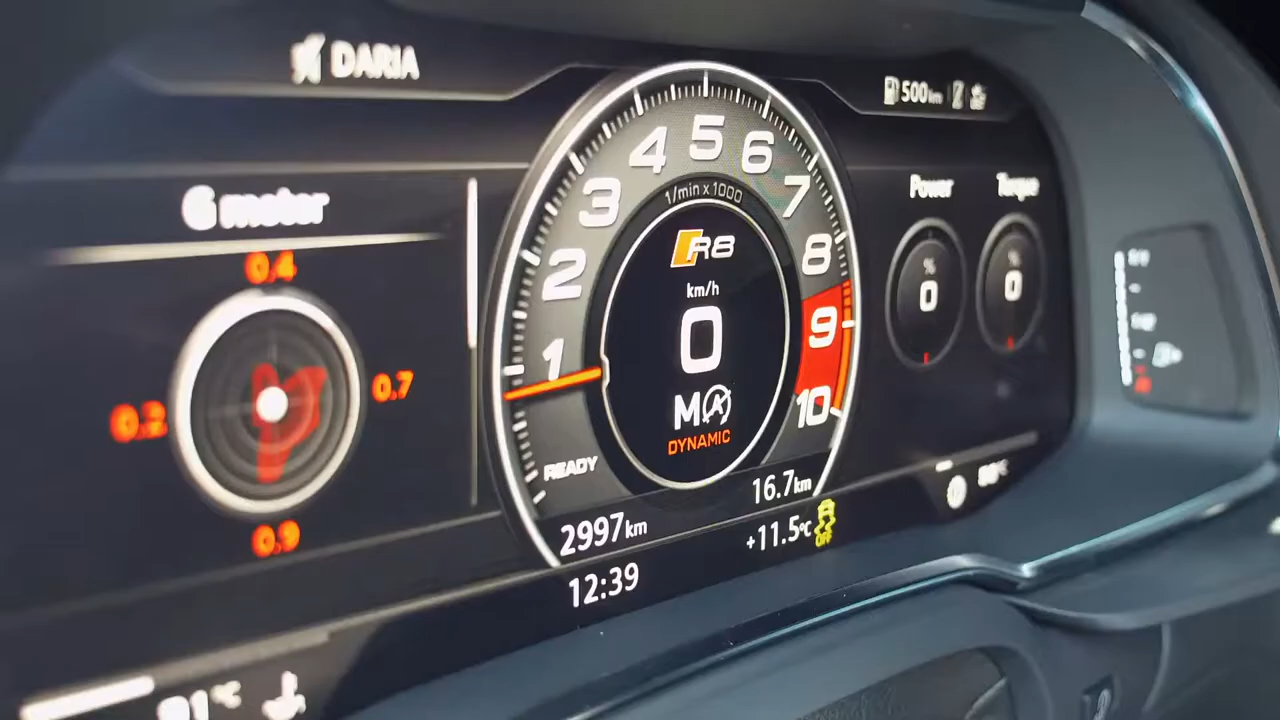 DARIA
500km
G meter
0.4
0.7
0.9
1
2
3
4
5
6
7
8
9
10
1/min x 1000
R8
km/h
0
M A
DYNAMIC
READY
Power
%
0
Torque
%
0
2997km
16.7km
12:39
+11.5°C
OFF